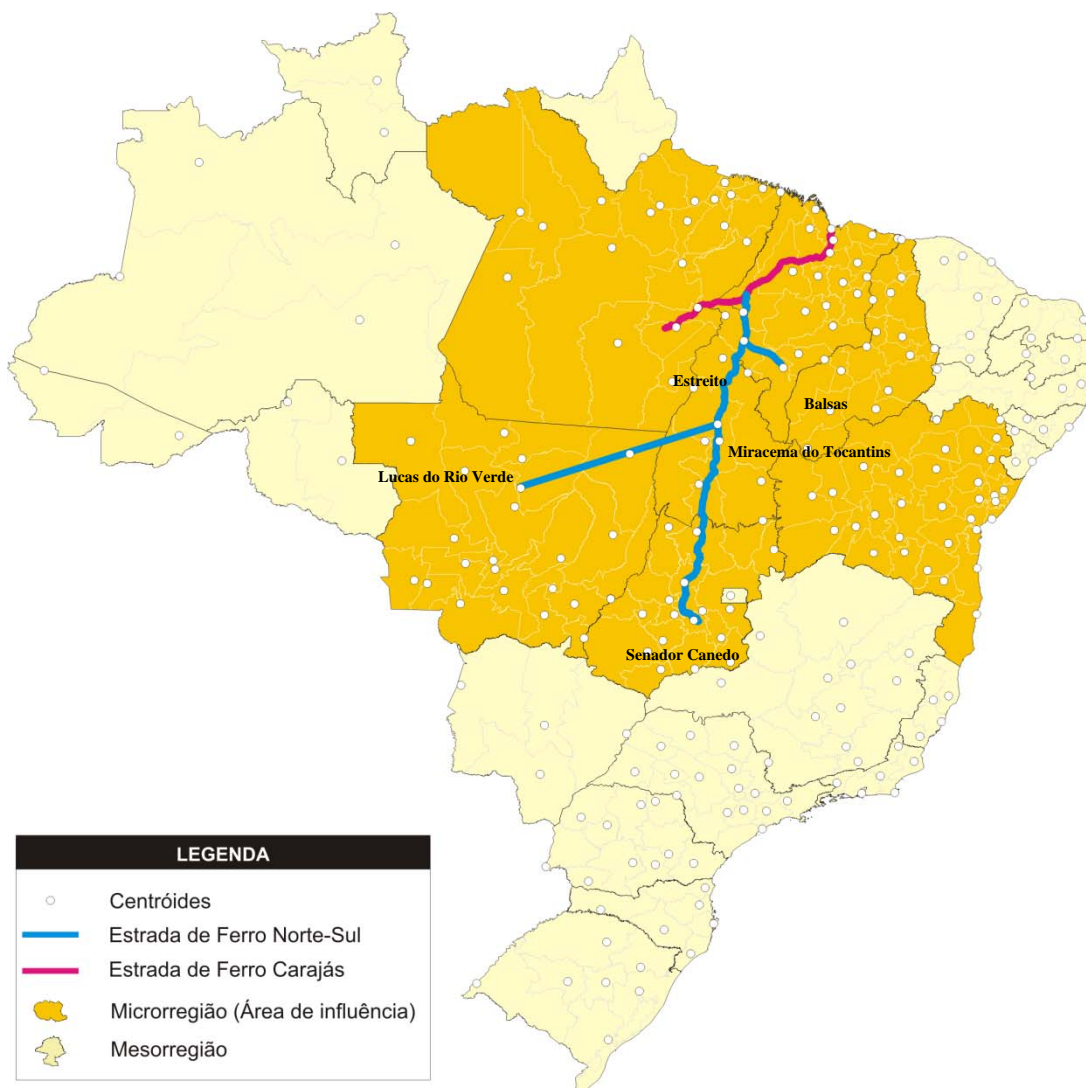 Estreito
Balsas
Miracema do Tocantins
Lucas do Rio Verde
Senador Canedo
LEGENDA
Centróides
Estrada de Ferro Norte-Sul
Estrada de Ferro Carajás
Microrregião (Área de influência)
Mesorregião